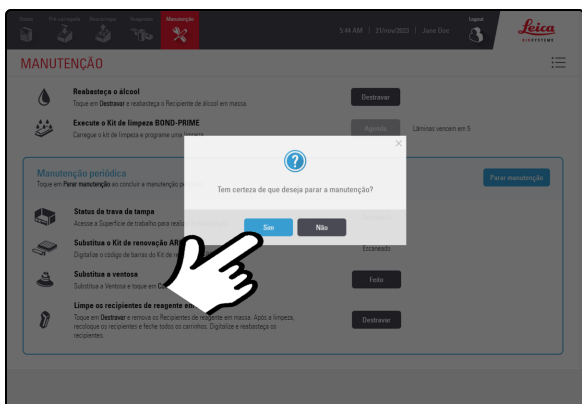 Status Pré-carregada Descarregar Reagentes Manutenção
5:44 AM | 21/nov/2023 | Jane Doe
Logout
Leica
BIOSYSTEMS
MANUTENÇÃO
Reabasteça o álcool
Toque em Destravar e reabasteça o Recipiente de álcool em massa.
Destravar
Execute o Kit de limpeza BOND-PRIME
Carregue o kit de limpeza e programe uma limpeza
Agenda
Lâminas vencem em 5
Manutenção periódica
Toque em Parar manutenção ao concluir a manutenção
Parar manutenção
Tem certeza de que deseja parar a manutenção?
Sim
Não
Status da trava da tampa
Acesse a Superfície de trabalho para
Substitua o Kit de renovação AR
Digitalize o código de barras do Kit de
Escaneado
Substitua a ventosa
Substitua a Ventosa e toque em
Feito
Limpe os recipientes de reagente em
Toque em Destravar e remova os Recipientes de reagente em massa. Após a limpeza,
recoloque os recipientes e feche todos os carrinhos. Digitalize e reabasteça os
recipientes.
Destravar